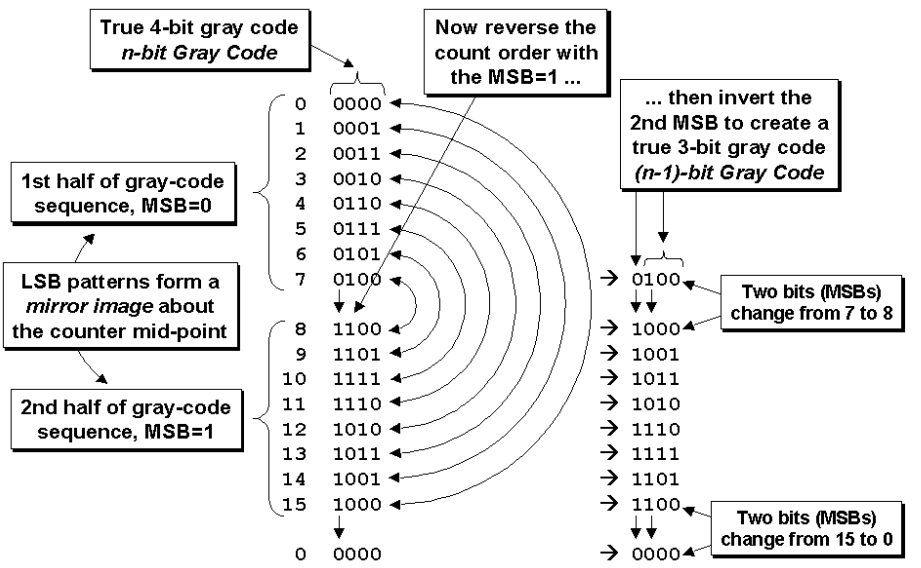 True 4-bit gray code
n-bit Gray Code
Now reverse the
count order with
the MSB=1 ...
... then invert the
2nd MSB to create a
true 3-bit gray code
(n-1)-bit Gray Code
1st half of gray-code
sequence, MSB=0
LSB patterns form a
mirror image about
the counter mid-point
2nd half of gray-code
sequence, MSB=1
0 0000
1 0001
2 0011
3 0010
4 0110
5 0111
6 0101
7 0100 → 0100
8 1100 → 1000
9 1101 → 1001
10 1111 → 1011
11 1110 → 1010
12 1010 → 1110
13 1011 → 1111
14 1001 → 1101
15 1000 → 1100
0 0000 → 0000
Two bits (MSBs)
change from 7 to 8
Two bits (MSBs)
change from 15 to 0